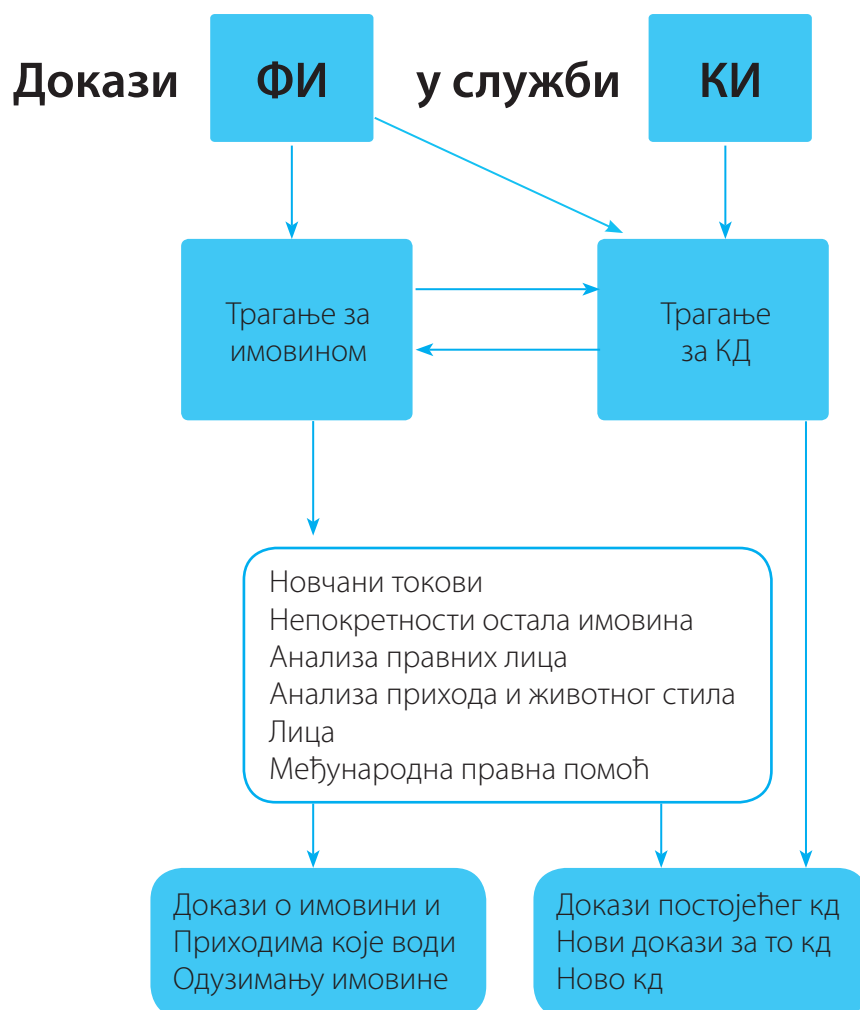 Докази ФИ у служби КИ
Трагање за
имовином
Трагање
за КД
Новчани токови
Непокретности остала имовина
Анализа правних лица
Анализа прихода и животног стила
Лица
Међународна правна помоћ
Докази о имовини и
Приходима које води
Одузимању имовине
Докази постојећег кд
Нови докази за то кд
Ново кд